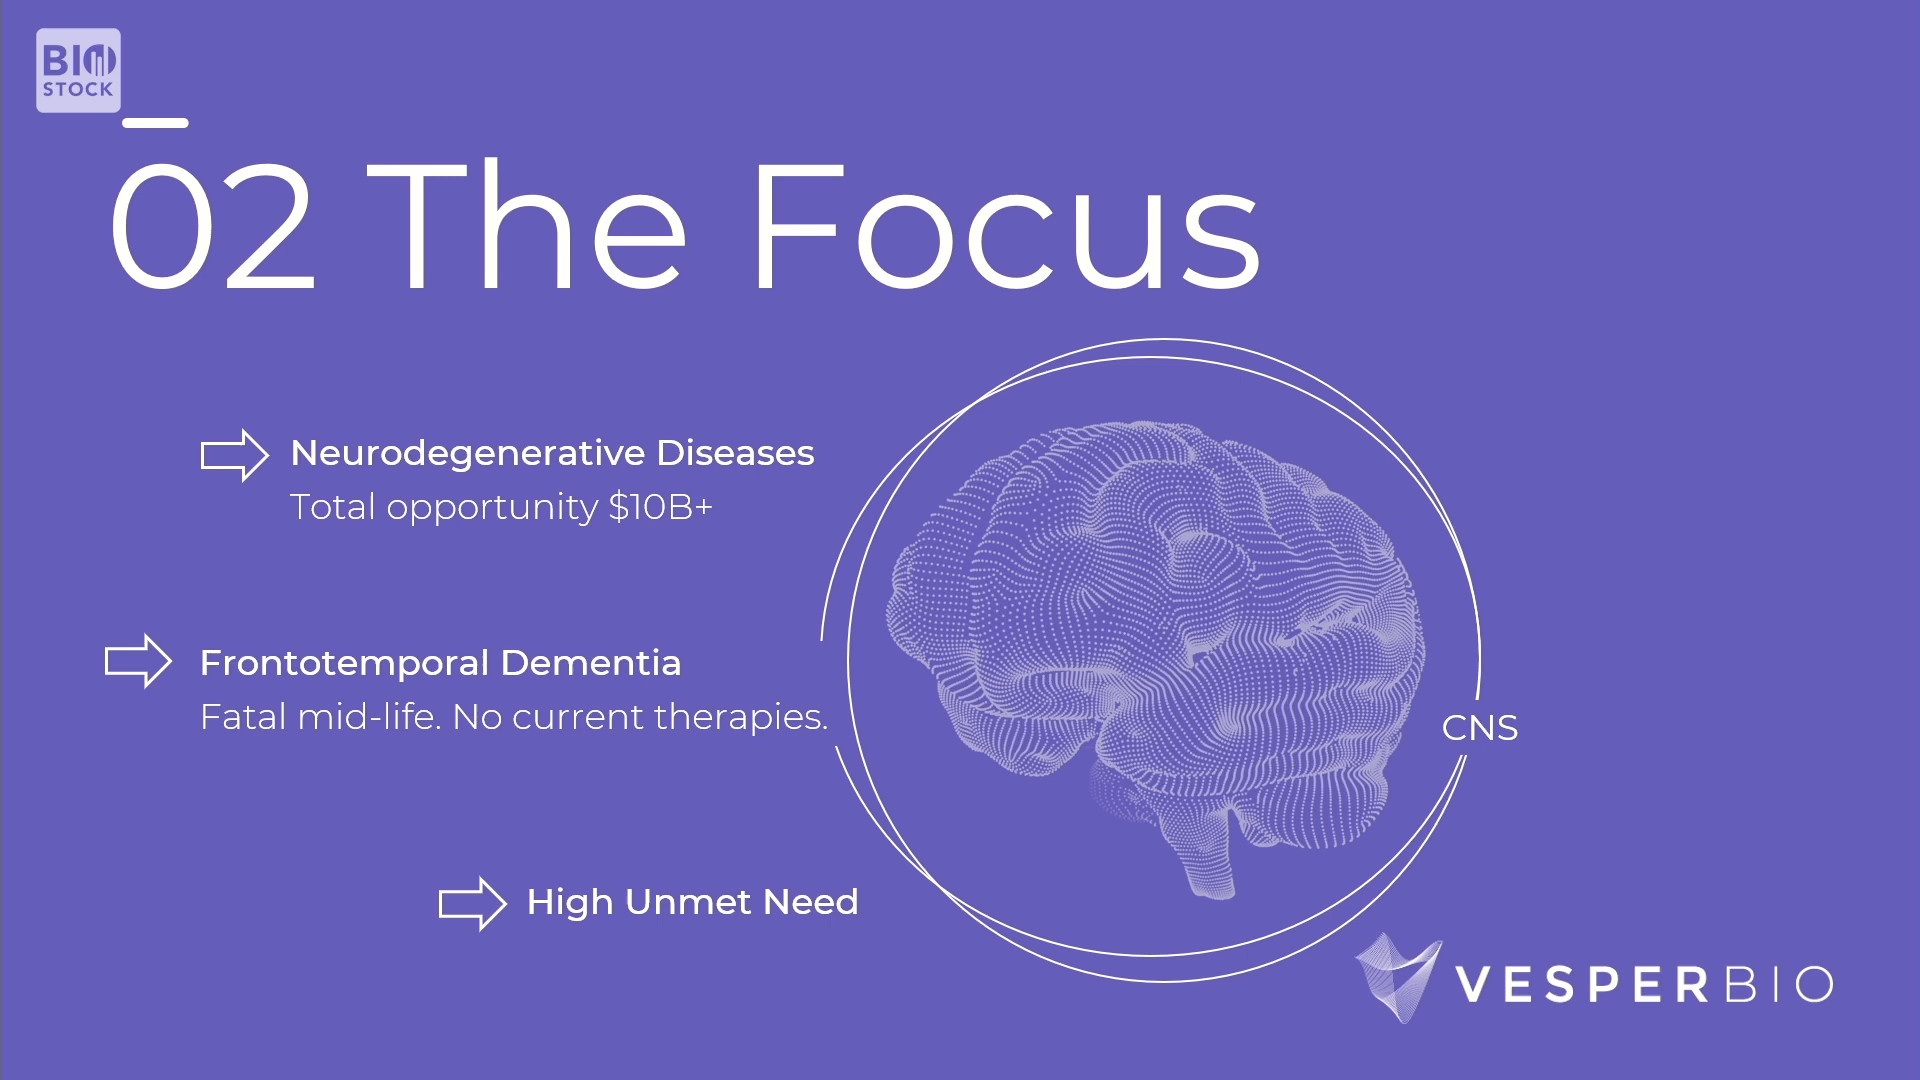 BIO
STOCK
02 The Focus
Neurodegenerative Diseases
Total opportunity $10B+
Frontotemporal Dementia
Fatal mid-life. No current therapies.
CNS
High Unmet Need
VESPERBIO